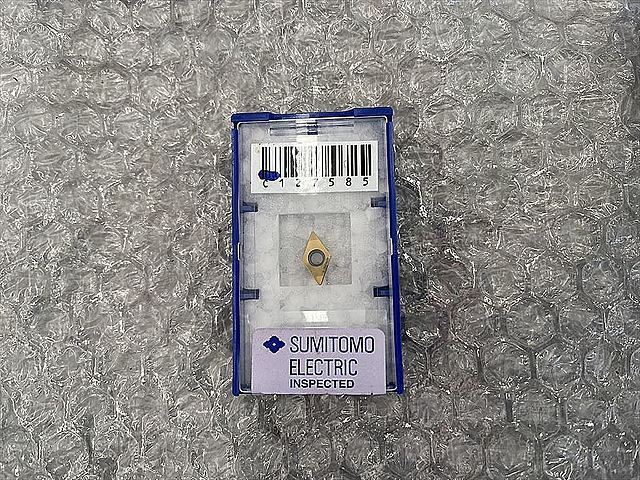 C127585
SUMITOMO
ELECTRIC
INSPECTED